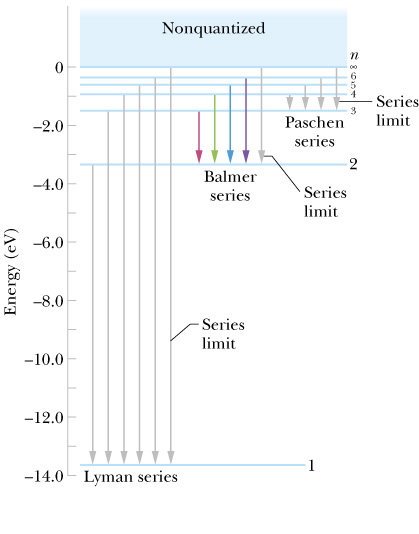 Nonquantized
n
0
∞
6
5
4
3
Series
limit
Paschen
series
−2.0
2
Balmer
series
−4.0
Series
limit
Energy (eV)
−6.0
−8.0
Series
limit
−10.0
−12.0
1
−14.0
Lyman series